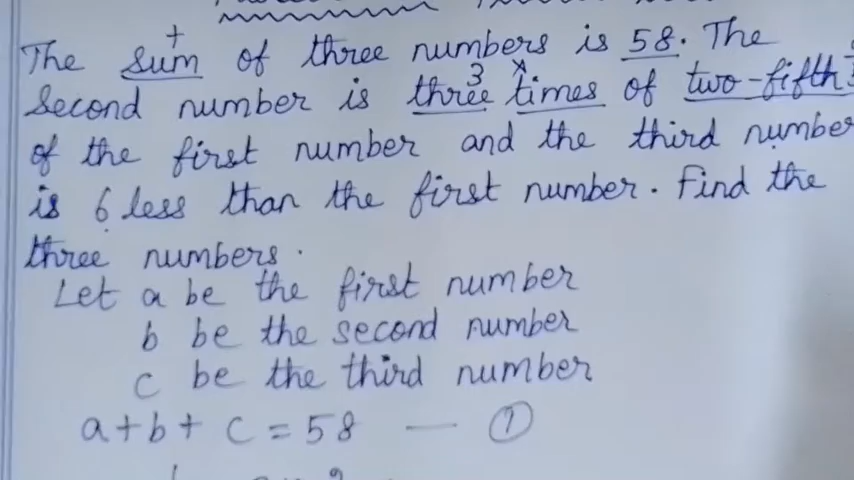 +
The sum of three numbers is 58. The
3 ×
second number is three times of two-fifth
of the first number and the third number
is 6 less than the first number. Find the
three numbers.
Let a be the first number
b be the second number
c be the third number
a+b+ c = 58 — ①